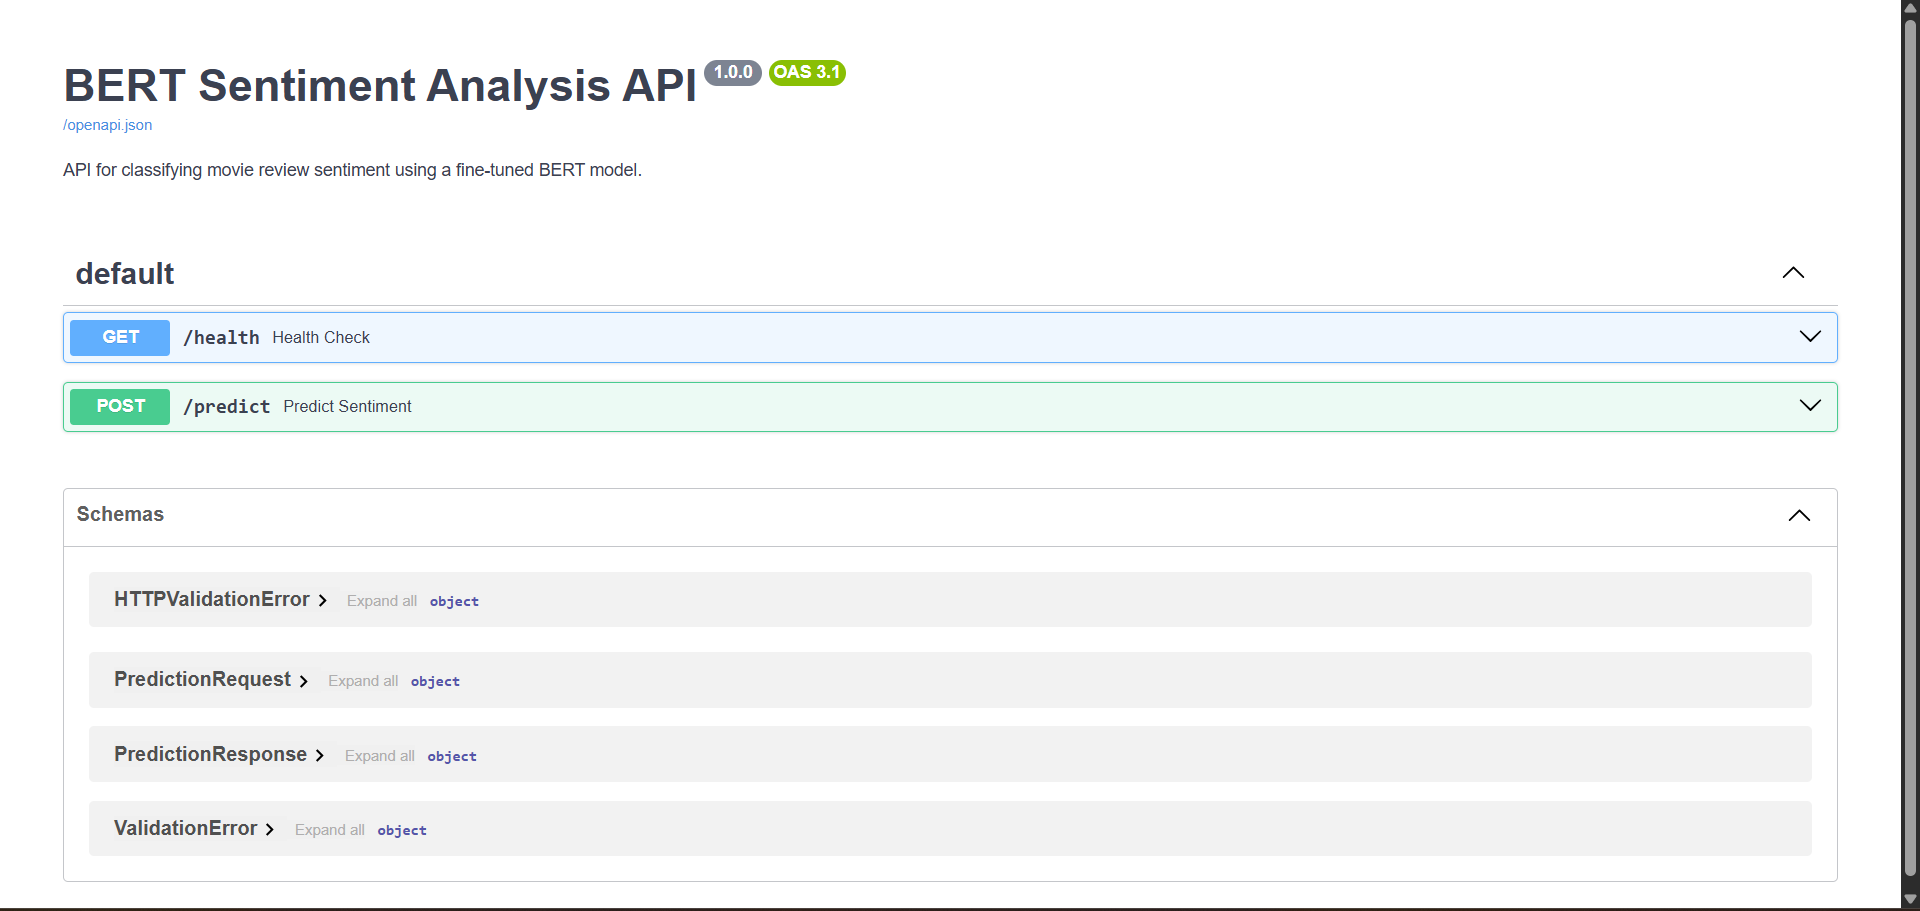 BERT Sentiment Analysis API 1.0.0 OAS 3.1
/openapi.json
API for classifying movie review sentiment using a fine-tuned BERT model.
default
GET /health Health Check
POST /predict Predict Sentiment
Schemas
HTTPValidationError Expand all object
PredictionRequest Expand all object
PredictionResponse Expand all object
ValidationError Expand all object